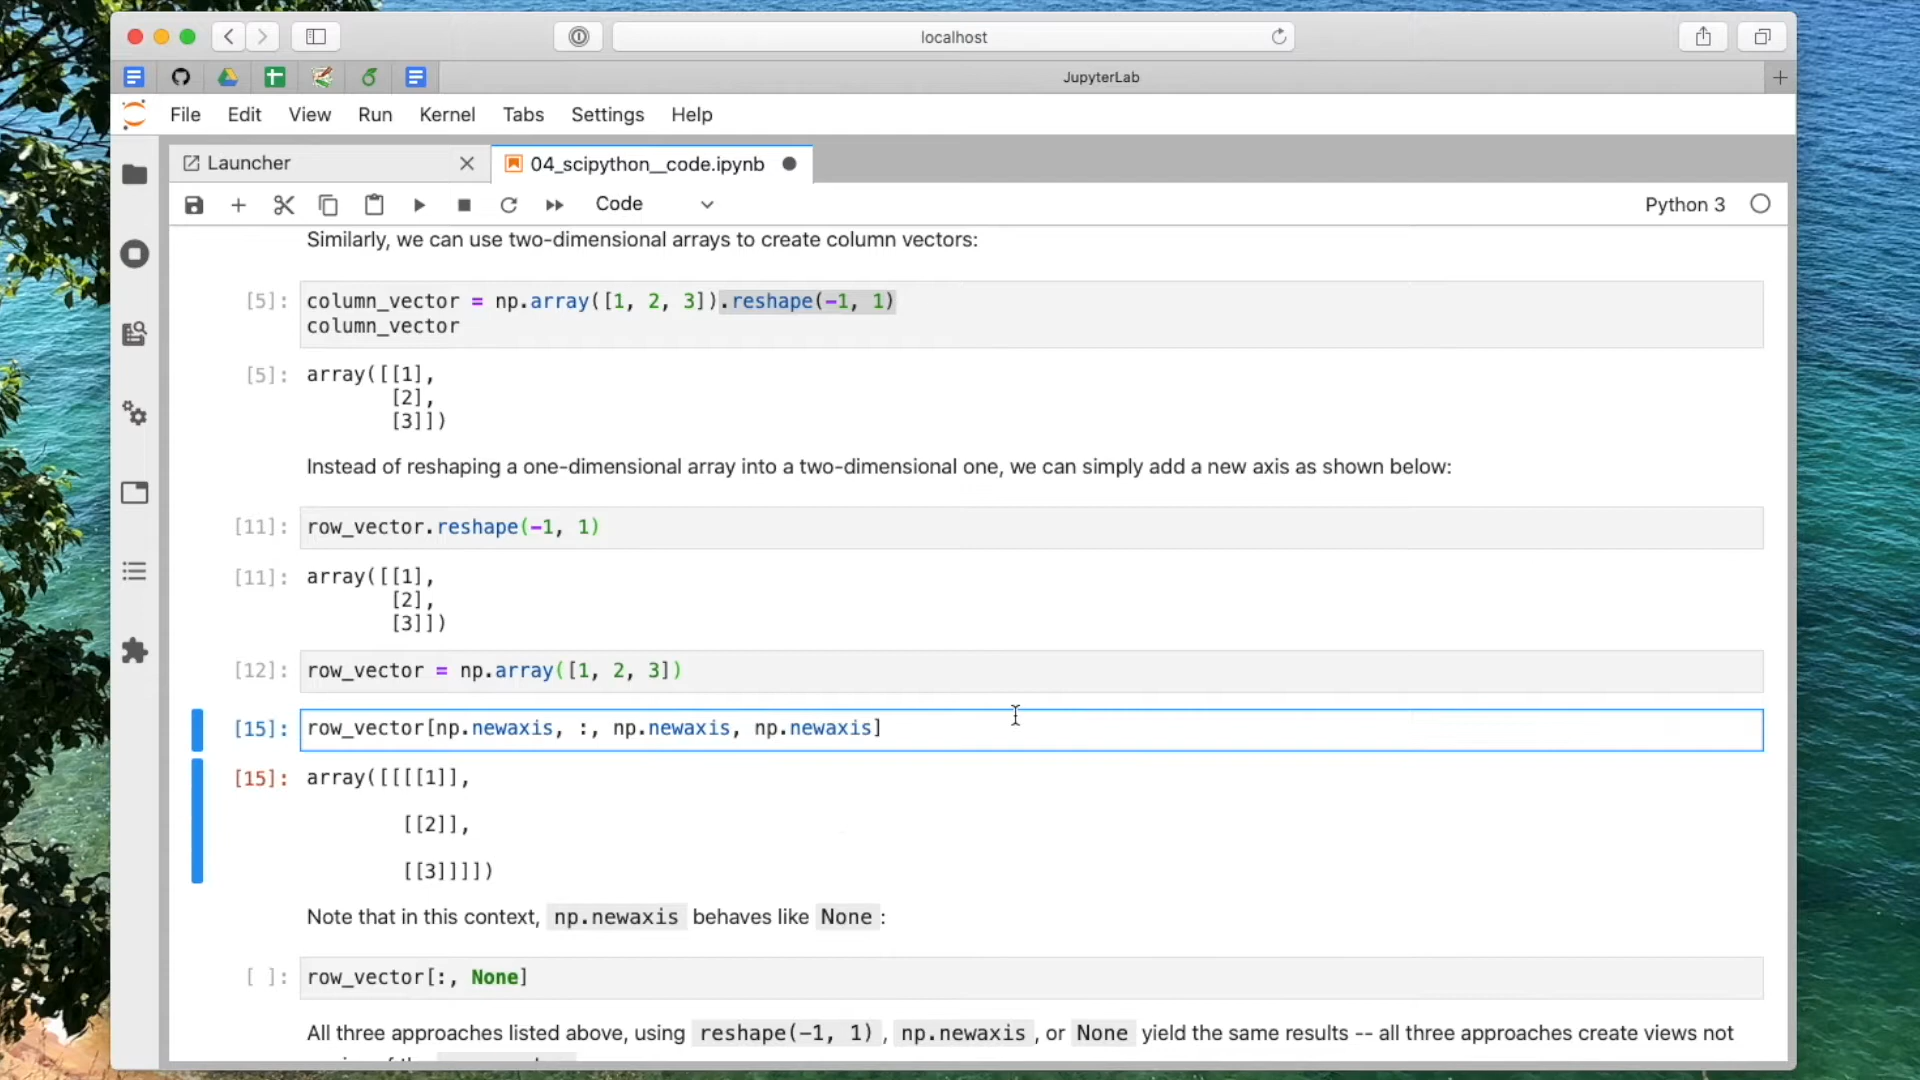 localhost
JupyterLab
File Edit View Run Kernel Tabs Settings Help
Launcher
04_scipython__code.ipynb
Code
Python 3
Similarly, we can use two-dimensional arrays to create column vectors:
[5]: column_vector = np.array([1, 2, 3]).reshape(-1, 1)
column_vector
[5]: array([[1],
[2],
[3]])
Instead of reshaping a one-dimensional array into a two-dimensional one, we can simply add a new axis as shown below:
[11]: row_vector.reshape(-1, 1)
[11]: array([[1],
[2],
[3]])
[12]: row_vector = np.array([1, 2, 3])
[15]: row_vector[np.newaxis, :, np.newaxis, np.newaxis]
[15]: array([[[[1]],
[[2]],
[[3]]]])
Note that in this context, np.newaxis behaves like None:
[ ]: row_vector[:, None]
All three approaches listed above, using reshape(-1, 1), np.newaxis, or None yield the same results -- all three approaches create views not